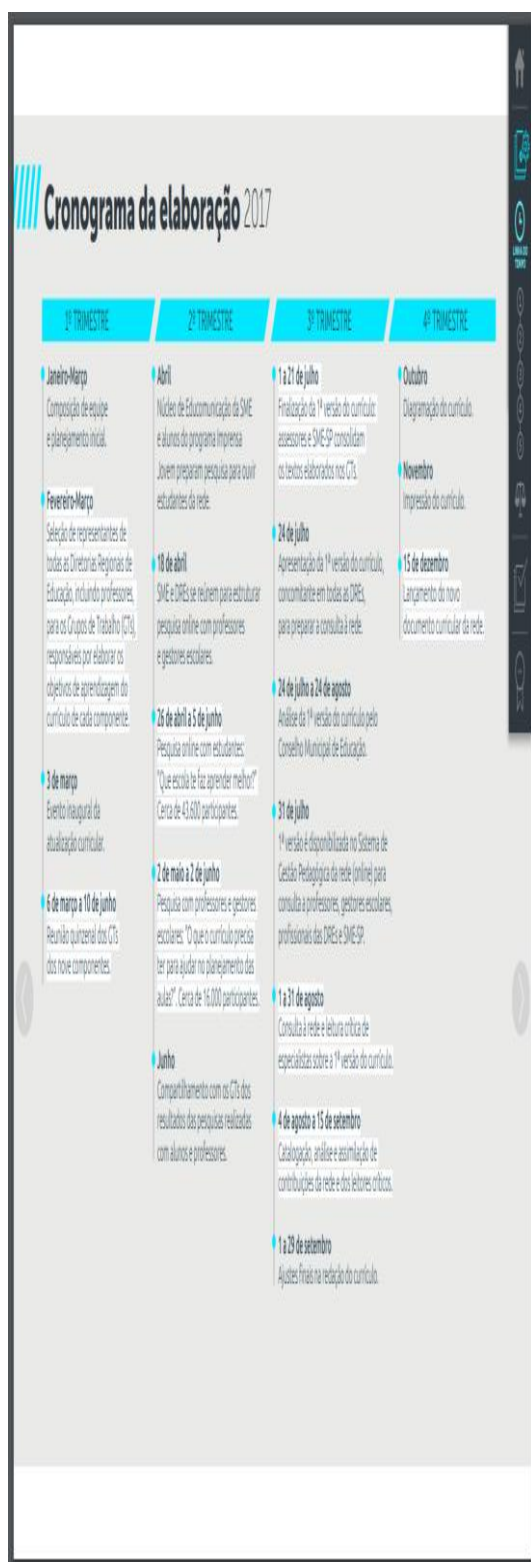 Cronograma da elaboração 2017
1º TRIMESTRE
Janeiro-Março
Composição de equipe
e planejamento inicial.
Fevereiro-Março
Seleção de representantes de
todas as Diretorias Regionais de
Educação, incluindo professores,
para os Grupos de Trabalho (GTs),
responsáveis por elaborar os
objetivos de aprendizagem do
currículo de cada componente.
3 de março
Evento inaugural da
atualização curricular.
6 de março a 10 de junho
Reunião quinzenal dos GTs
dos nove componentes.
2º TRIMESTRE
Abril
Núcleo de Educomunicação da SME
e alunos do programa Imprensa
Jovem preparam pesquisa para ouvir
estudantes da rede.
18 de abril
SME e DREs se reúnem para estruturar
pesquisa online com professores
e gestores escolares.
26 de abril a 5 de junho
Pesquisa online com estudantes:
"Que escola te faz aprender melhor?"
Cerca de 43.600 participantes.
2 de maio a 2 de junho
Pesquisa com professores e gestores
escolares: "O que o currículo precisa
ter para ajudar no planejamento das
aulas?". Cerca de 16.000 participantes.
Junho
Compartilhamento com os GTs dos
resultados das pesquisas realizadas
com alunos e professores.
3º TRIMESTRE
1 a 21 de julho
Finalização da 1ª versão do currículo:
assessores e SME-SP consolidam
os textos elaborados nos GTs.
24 de julho
Apresentação da 1ª versão do currículo,
concomitante em todas as DREs,
para preparar a consulta à rede.
24 de julho a 24 de agosto
Análise da 1ª versão do currículo pelo
Conselho Municipal de Educação.
31 de julho
1ª versão é disponibilizada no Sistema de
Gestão Pedagógica da rede (online) para
consulta a professores, gestores escolares,
profissionais das DREs e SME-SP.
1 a 31 de agosto
Consulta à rede e leitura crítica de
especialistas sobre a 1ª versão do currículo.
4 de agosto a 15 de setembro
Catalogação, análise e assimilação de
contribuições da rede e dos leitores críticos.
1 a 29 de setembro
Ajustes finais na redação do currículo.
4º TRIMESTRE
Outubro
Diagramação do currículo.
Novembro
Impressão do currículo.
15 de dezembro
Lançamento do novo
documento curricular da rede.
LINHA DO
TEMPO